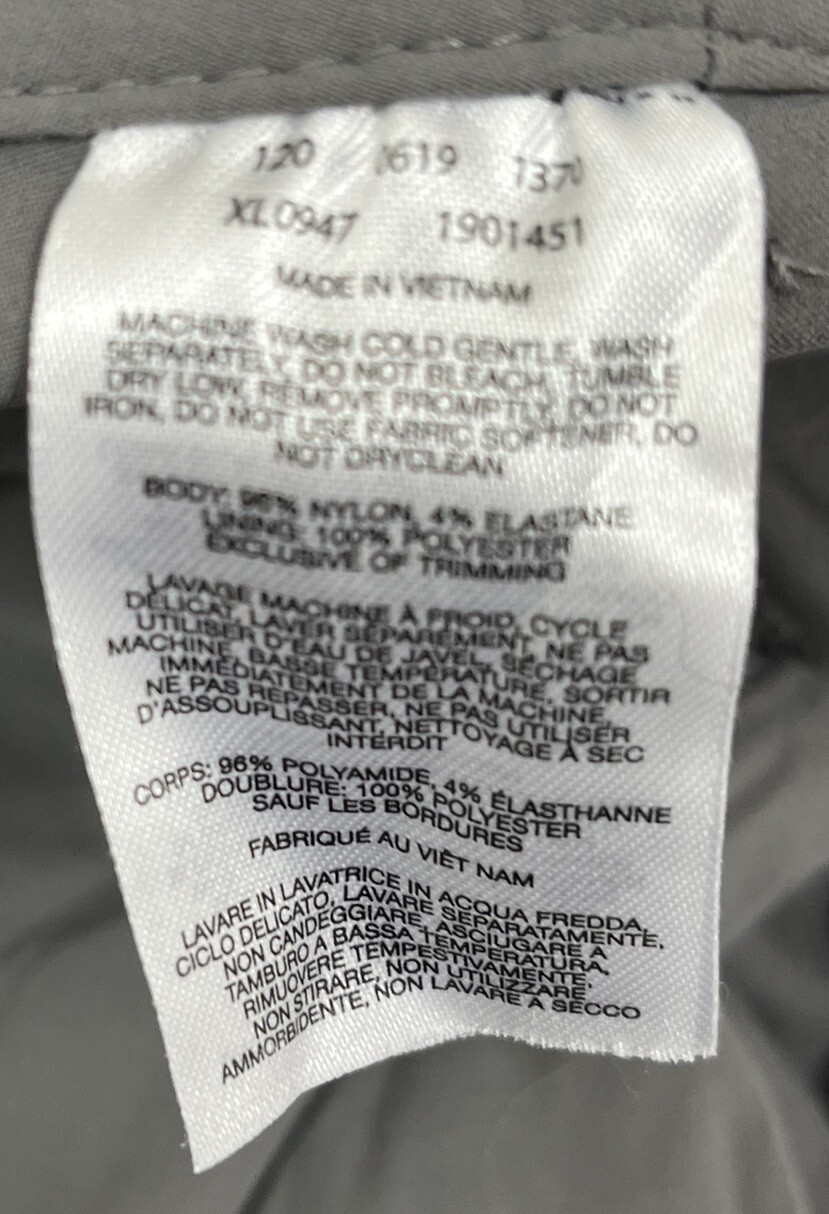 120 0619 1370
XL0947 1901451
MADE IN VIETNAM
MACHINE WASH COLD GENTLE, WASH
SEPARATELY, DO NOT BLEACH, TUMBLE
DRY LOW, REMOVE PROMPTLY, DO NOT
IRON, DO NOT USE FABRIC SOFTENER, DO
NOT DRYCLEAN
BODY: 96% NYLON, 4% ELASTANE
LINING: 100% POLYESTER
EXCLUSIVE OF TRIMMING
LAVAGE MACHINE À FROID, CYCLE
DÉLICAT, LAVER SÉPARÉMENT, NE PAS
UTILISER D'EAU DE JAVEL, SÉCHAGE
MACHINE, BASSE TEMPÉRATURE, SORTIR
IMMÉDIATEMENT DE LA MACHINE,
NE PAS REPASSER, NE PAS UTILISER
D'ASSOUPLISSANT, NETTOYAGE À SEC
INTERDIT
CORPS: 96% POLYAMIDE, 4% ÉLASTHANNE
DOUBLURE: 100% POLYESTER
SAUF LES BORDURES
FABRIQUÉ AU VIÊT NAM
LAVARE IN LAVATRICE IN ACQUA FREDDA,
CICLO DELICATO, LAVARE SEPARATAMENTE,
NON CANDEGGIARE, ASCIUGARE A
TAMBURO A BASSA TEMPERATURA,
RIMUOVERE TEMPESTIVAMENTE,
NON STIRARE, NON UTILIZZARE
AMMORBIDENTE, NON LAVARE A SECCO